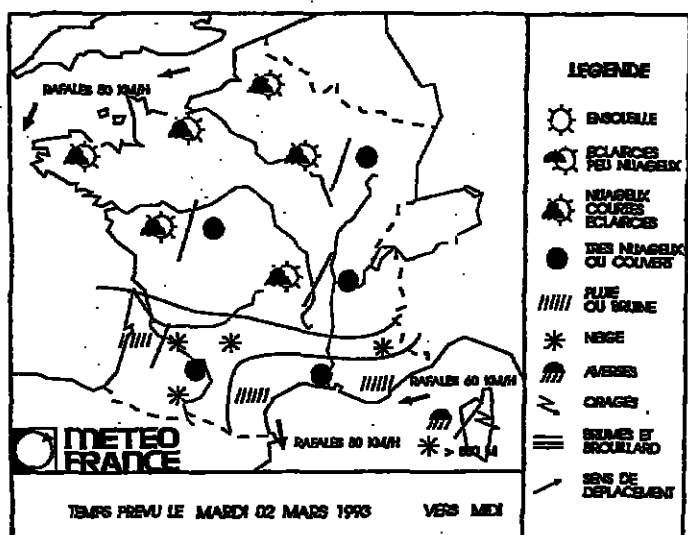 RAFALES 80 KM/H
RAFALES 60 KM/H
RAFALES 80 KM/H
METEO
FRANCE
TEMPS PREVU LE MARDI 02 MARS 1993 VERS MIDI
LEGENDE
ENSOLEILLE
ECLAIRCIES
PEU NUAGEUX
NUAGEUX
COURTES
ECLAIRCIES
TRES NUAGEUX
OU COUVERT
PLUIE
OU BRUINE
NEIGE
AVERSES
ORAGES
BRUMES ET
BROUILLARD
SENS DE
DEPLACEMENT